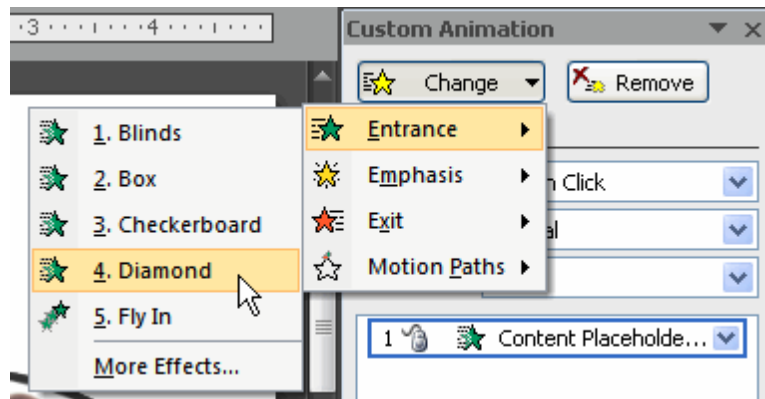 3 4
Custom Animation
Change
Remove
Entrance
Emphasis
Exit
Motion Paths
1. Blinds
2. Box
3. Checkerboard
4. Diamond
5. Fly In
More Effects...
Click
1 Content Placeholde...